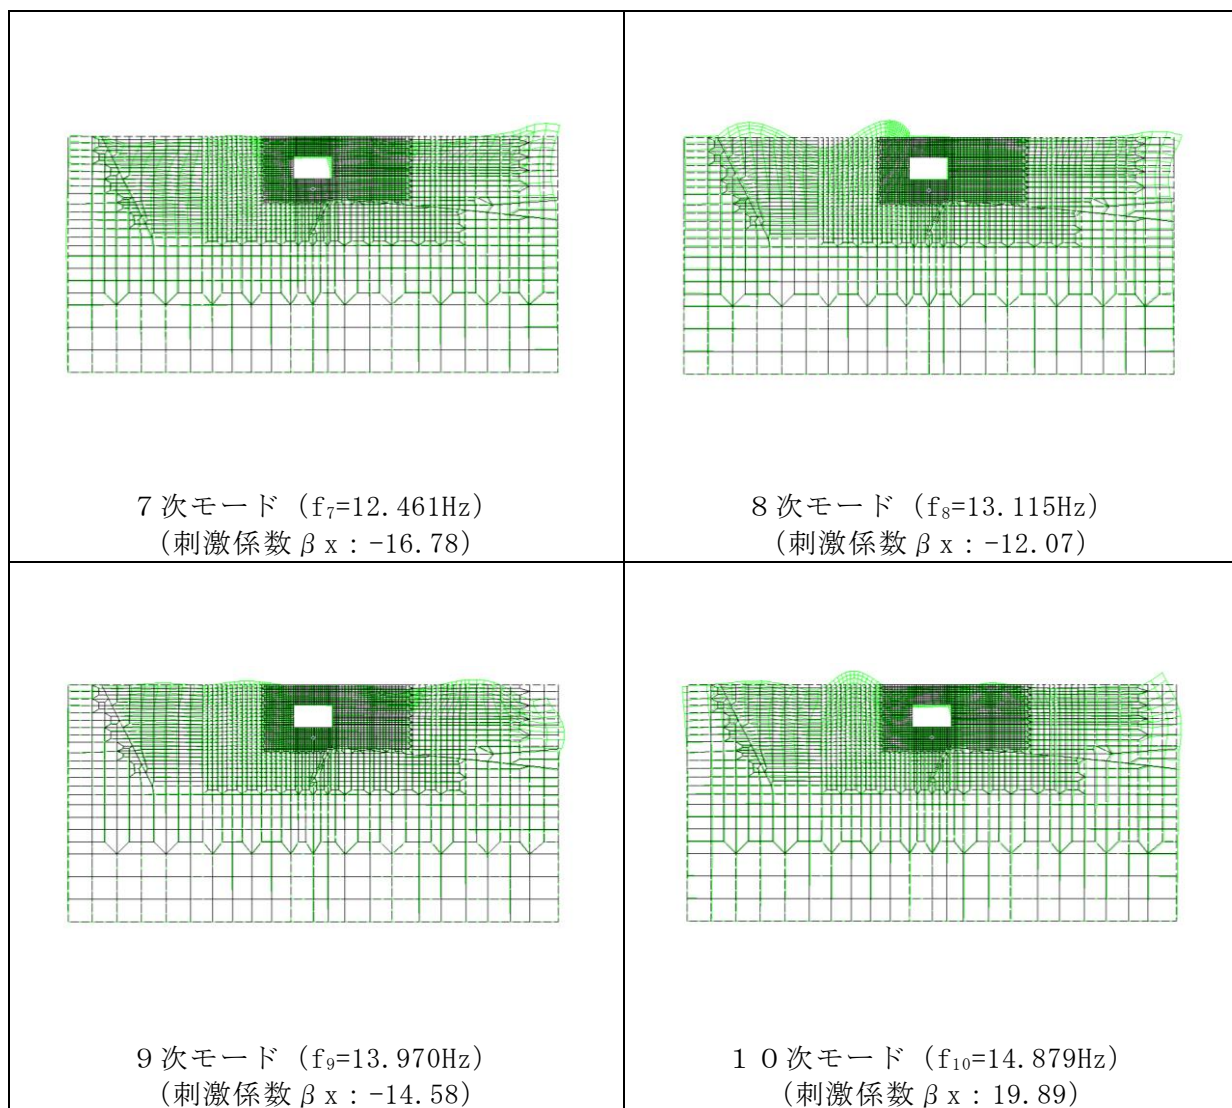 ７次モード（f₇=12.461Hz）
（刺激係数βx：-16.78）
８次モード（f₈=13.115Hz）
（刺激係数βx：-12.07）
９次モード（f₉=13.970Hz）
（刺激係数βx：-14.58）
１０次モード（f₁₀=14.879Hz）
（刺激係数βx：19.89）